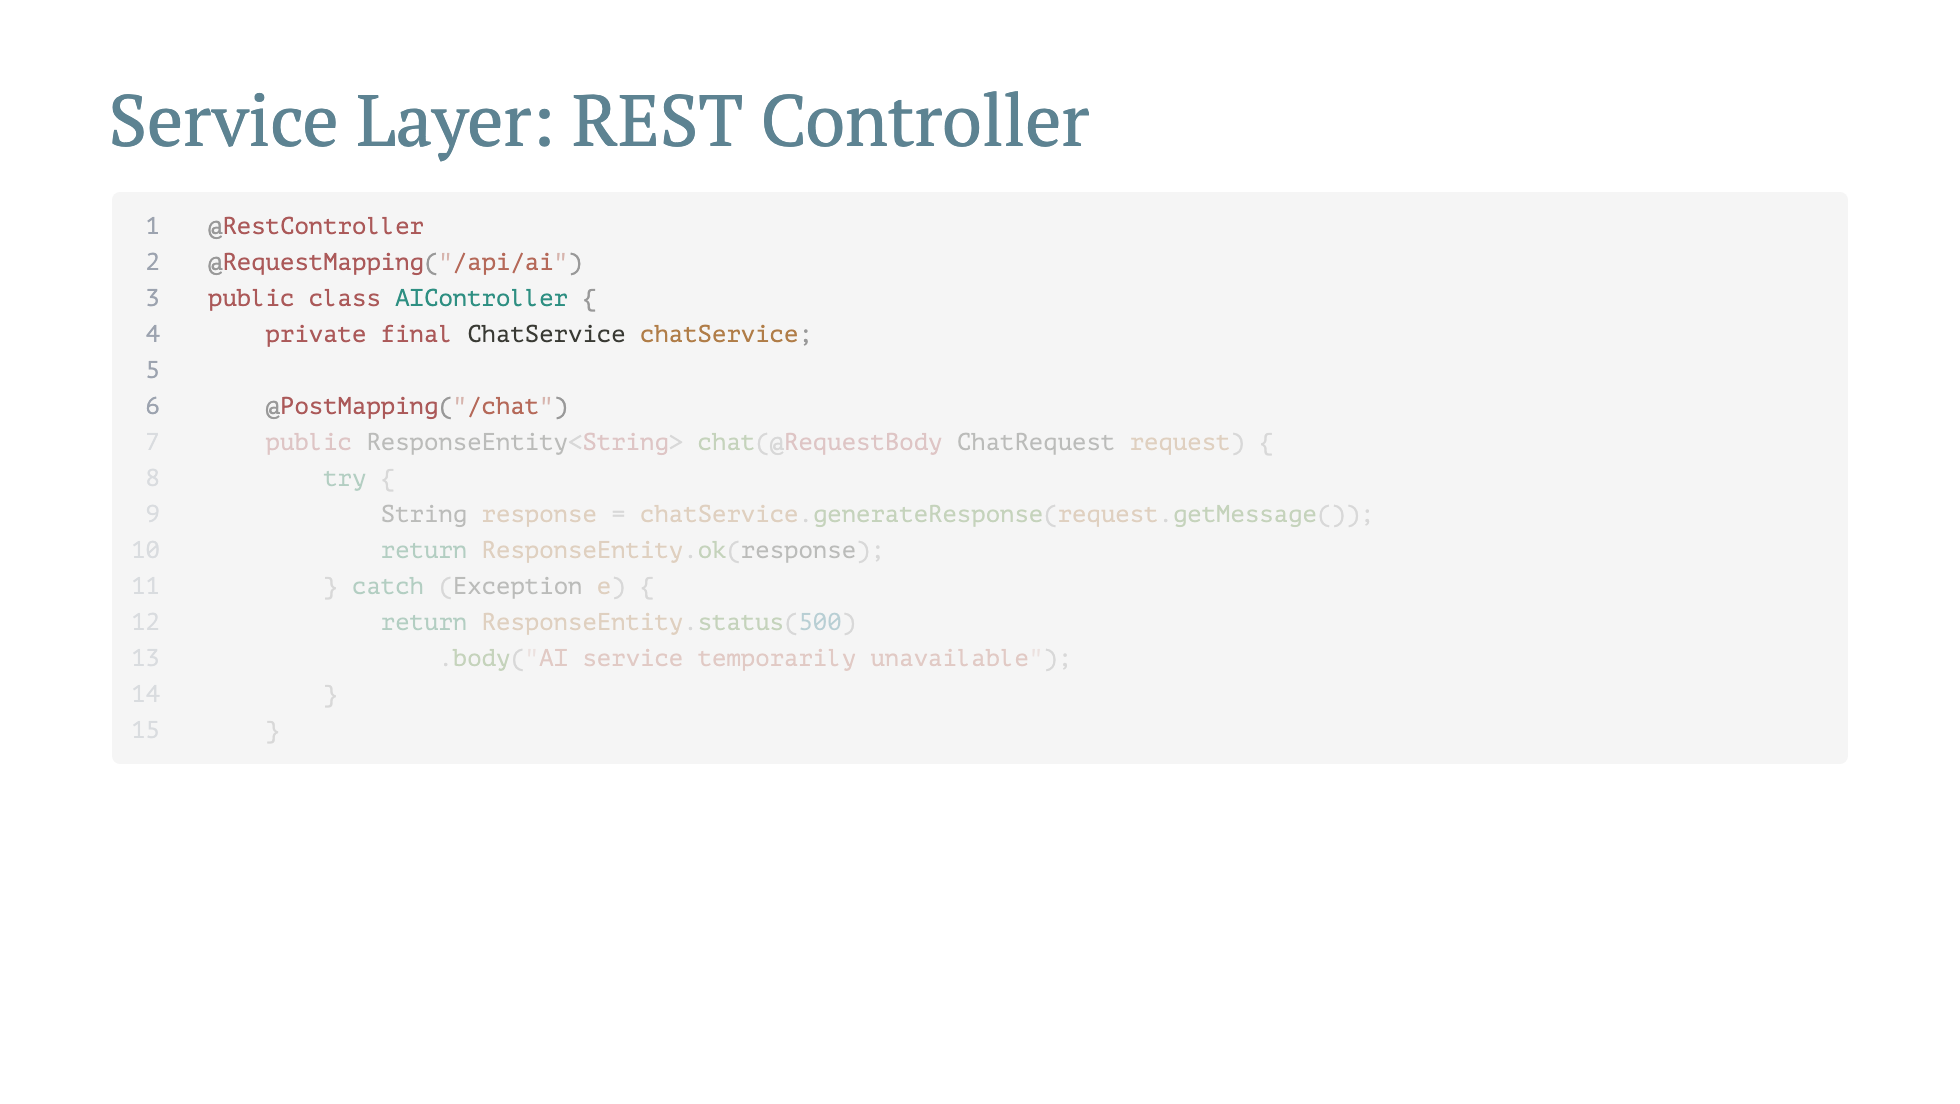 Service Layer: REST Controller
1 @RestController
2 @RequestMapping("/api/ai")
3 public class AIController {
4     private final ChatService chatService;
5
6     @PostMapping("/chat")
7     public ResponseEntity<String> chat(@RequestBody ChatRequest request) {
8         try {
9             String response = chatService.generateResponse(request.getMessage());
10             return ResponseEntity.ok(response);
11         } catch (Exception e) {
12             return ResponseEntity.status(500)
13                 .body("AI service temporarily unavailable");
14         }
15     }